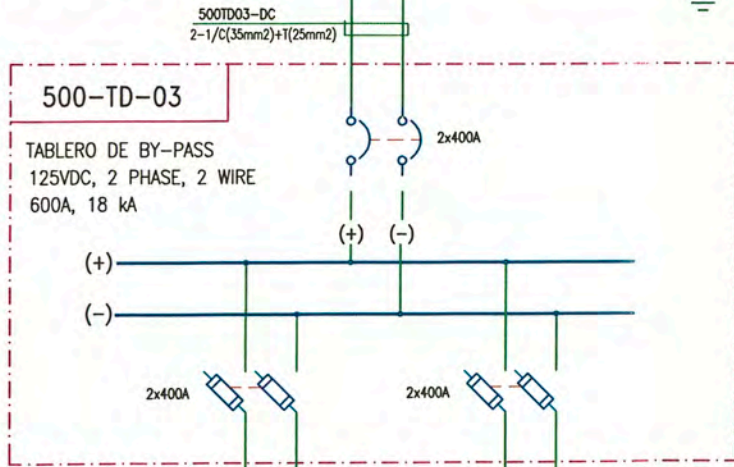 500TD03-DC
2-1/C(35mm2)+T(25mm2)
500-TD-03
TABLERO DE BY-PASS
125VDC, 2 PHASE, 2 WIRE
600A, 18 kA
2x400A
(+) (-)
(+)
(-)
2x400A
2x400A